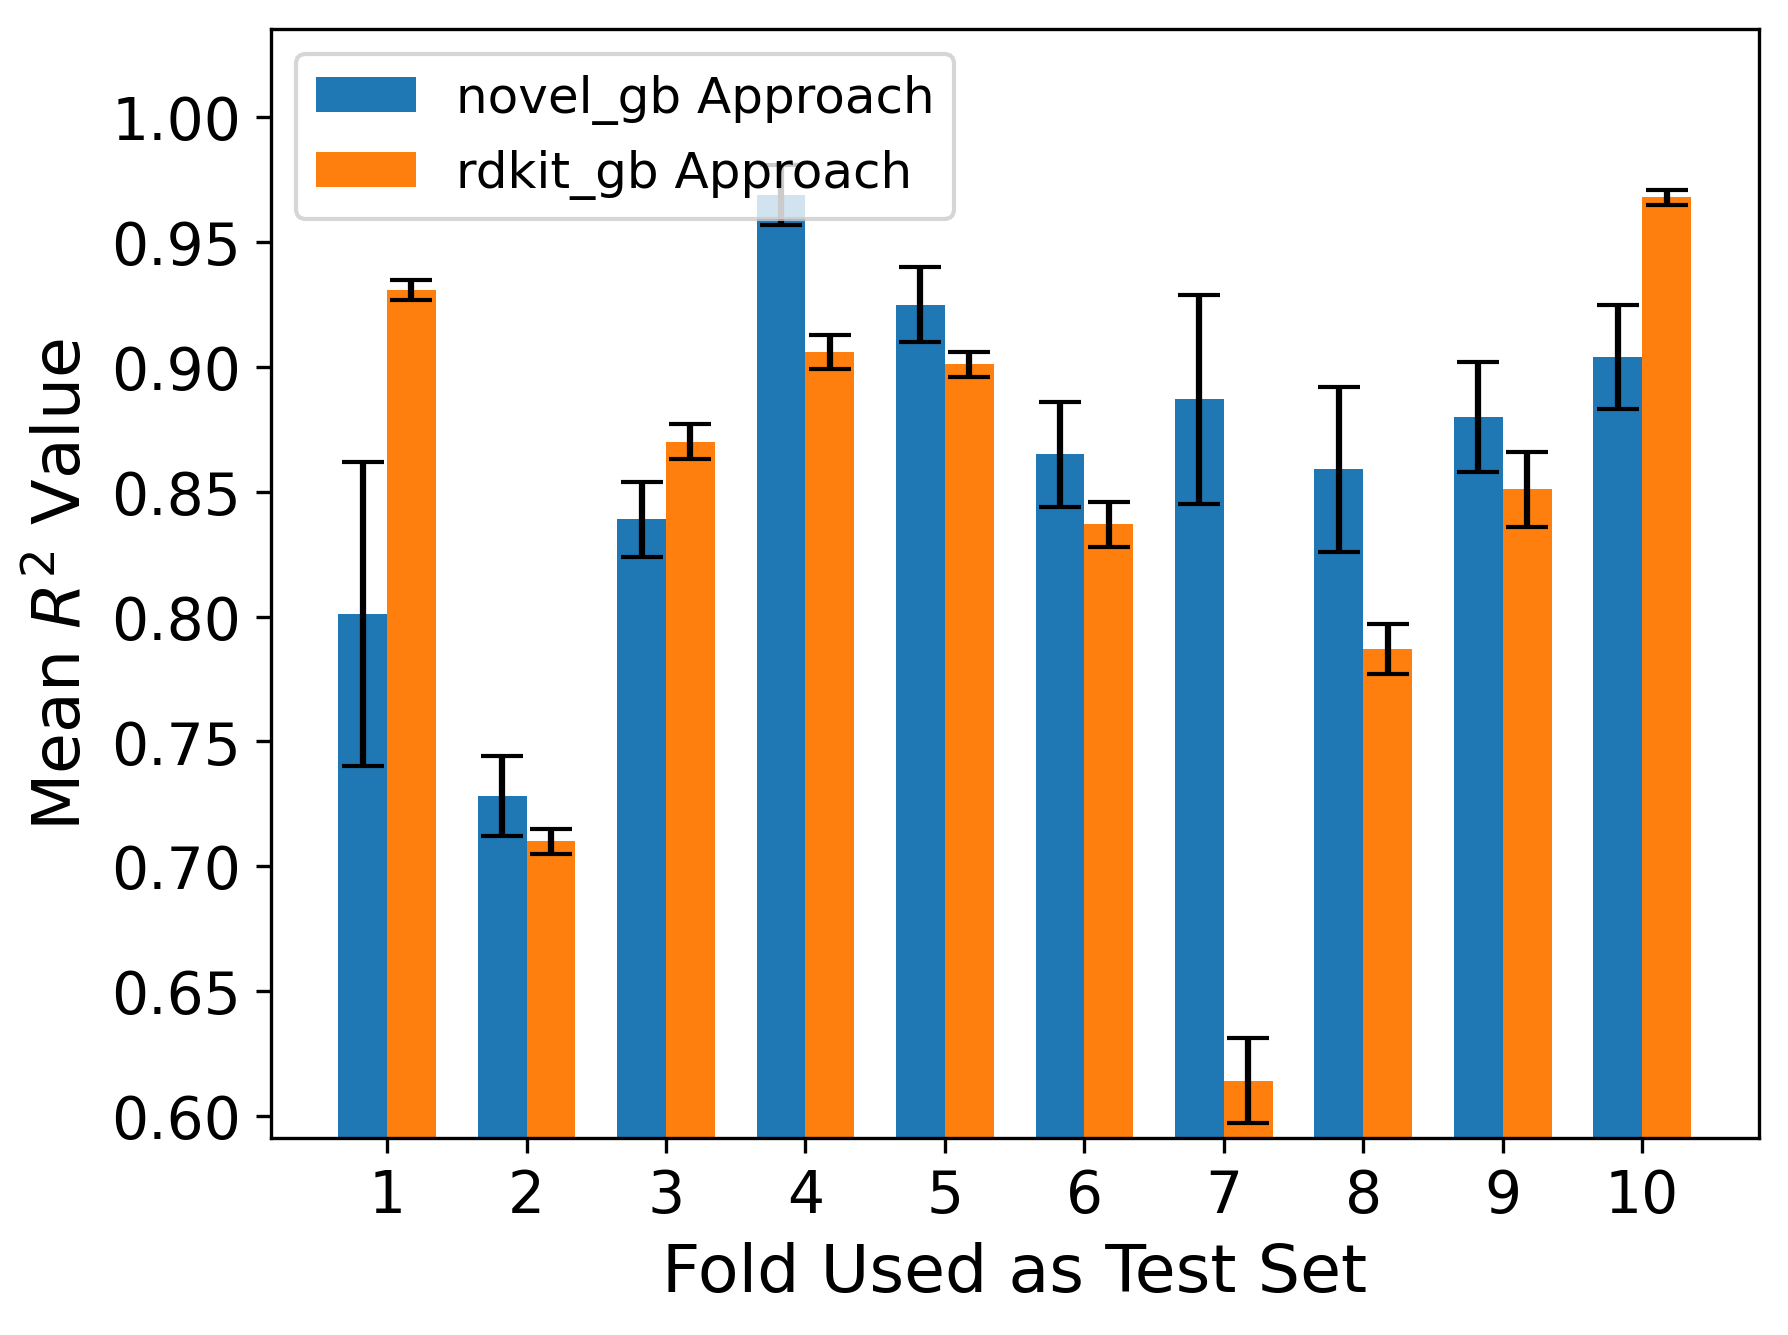 novel_gb Approach
rdkit_gb Approach
1.00
0.95
0.90
0.85
0.80
0.75
0.70
0.65
0.60
Mean R² Value
1 2 3 4 5 6 7 8 9 10
Fold Used as Test Set